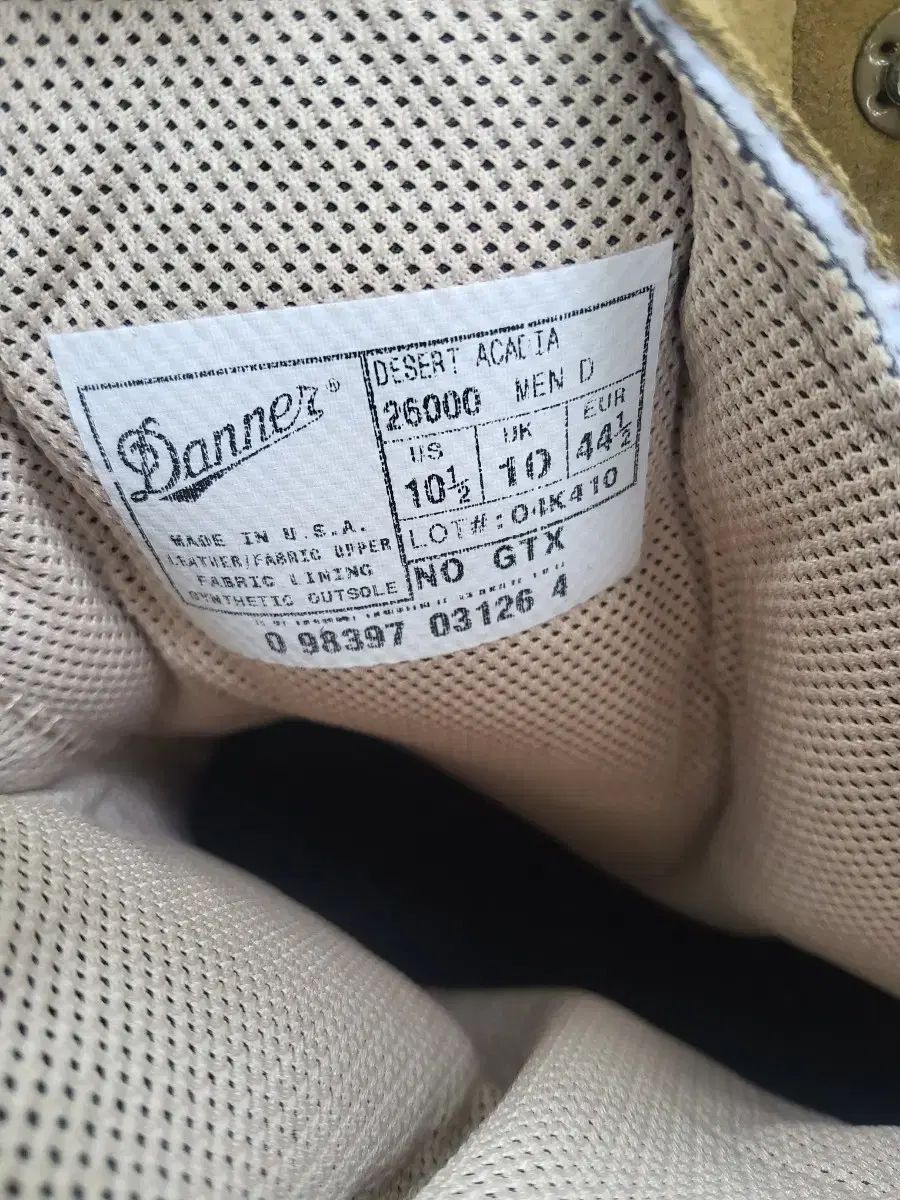 Danner®
MADE IN U.S.A.
LEATHER/FABRIC UPPER
FABRIC LINING
SYNTHETIC OUTSOLE
DESERT ACADIA
26000 MEN D
US UK EUR
10½ 10 44½
LOT#:04K410
NO GTX
0 98397 03126 4